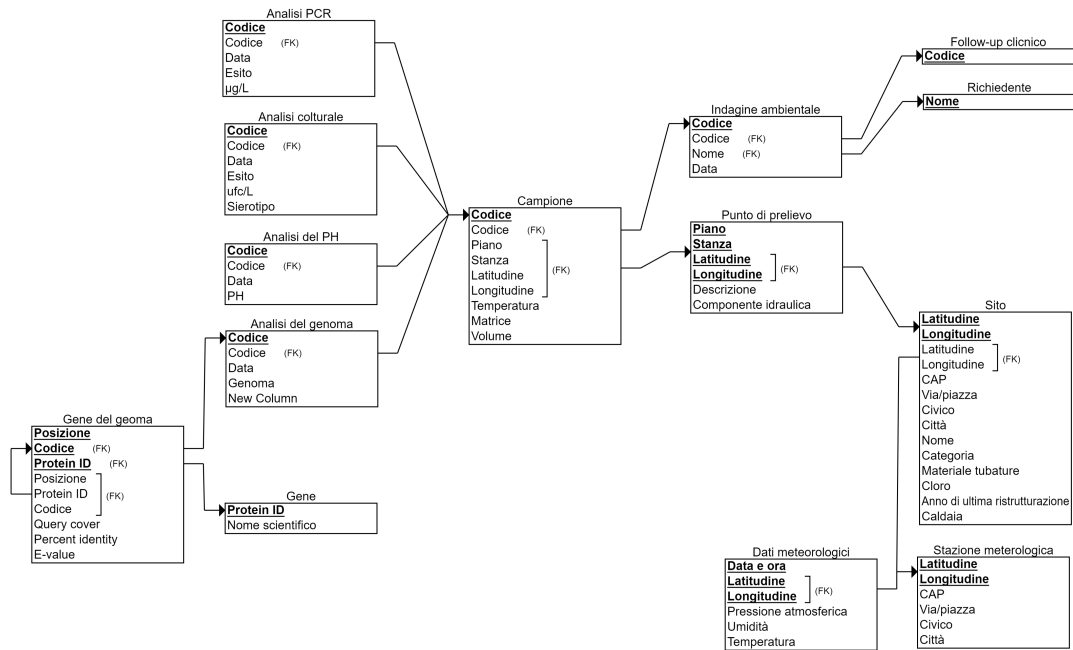 Analisi PCR
Codice
Codice (FK)
Data
Esito
µg/L
Analisi colturale
Codice
Codice (FK)
Data
Esito
ufc/L
Sierotipo
Analisi del PH
Codice
Codice (FK)
Data
PH
Analisi del genoma
Codice
Codice (FK)
Data
Genoma
New Column
Gene del geoma
Posizione
Codice (FK)
Protein ID (FK)
Posizione
Protein ID (FK)
Codice
Query cover
Percent identity
E-value
Gene
Protein ID
Nome scientifico
Campione
Codice
Codice (FK)
Piano
Stanza
(FK)
Latitudine
Longitudine
Temperatura
Matrice
Volume
Indagine ambientale
Codice
Codice (FK)
Nome (FK)
Data
Follow-up clicnico
Codice
Richiedente
Nome
Punto di prelievo
Piano
Stanza
Latitudine
(FK)
Longitudine
Descrizione
Componente idraulica
Sito
Latitudine
Longitudine
Latitudine
(FK)
Longitudine
CAP
Via/piazza
Civico
Città
Nome
Categoria
Materiale tubature
Cloro
Anno di ultima ristrutturazione
Caldaia
Dati meteorologici
Data e ora
Latitudine
(FK)
Longitudine
Pressione atmosferica
Umidità
Temperatura
Stazione meterologica
Latitudine
Longitudine
CAP
Via/piazza
Civico
Città